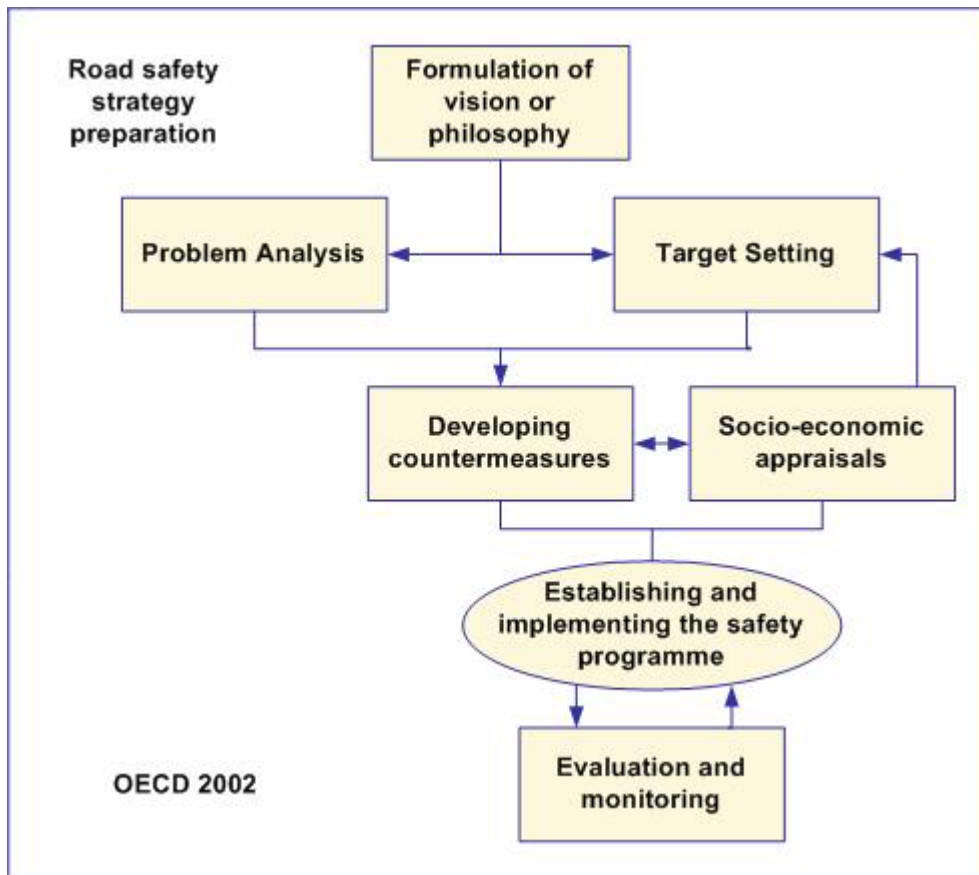 Road safety
strategy
preparation
Formulation of
vision or
philosophy
Problem Analysis
Target Setting
Developing
countermeasures
Socio-economic
appraisals
Establishing and
implementing the safety
programme
Evaluation and
monitoring
OECD 2002